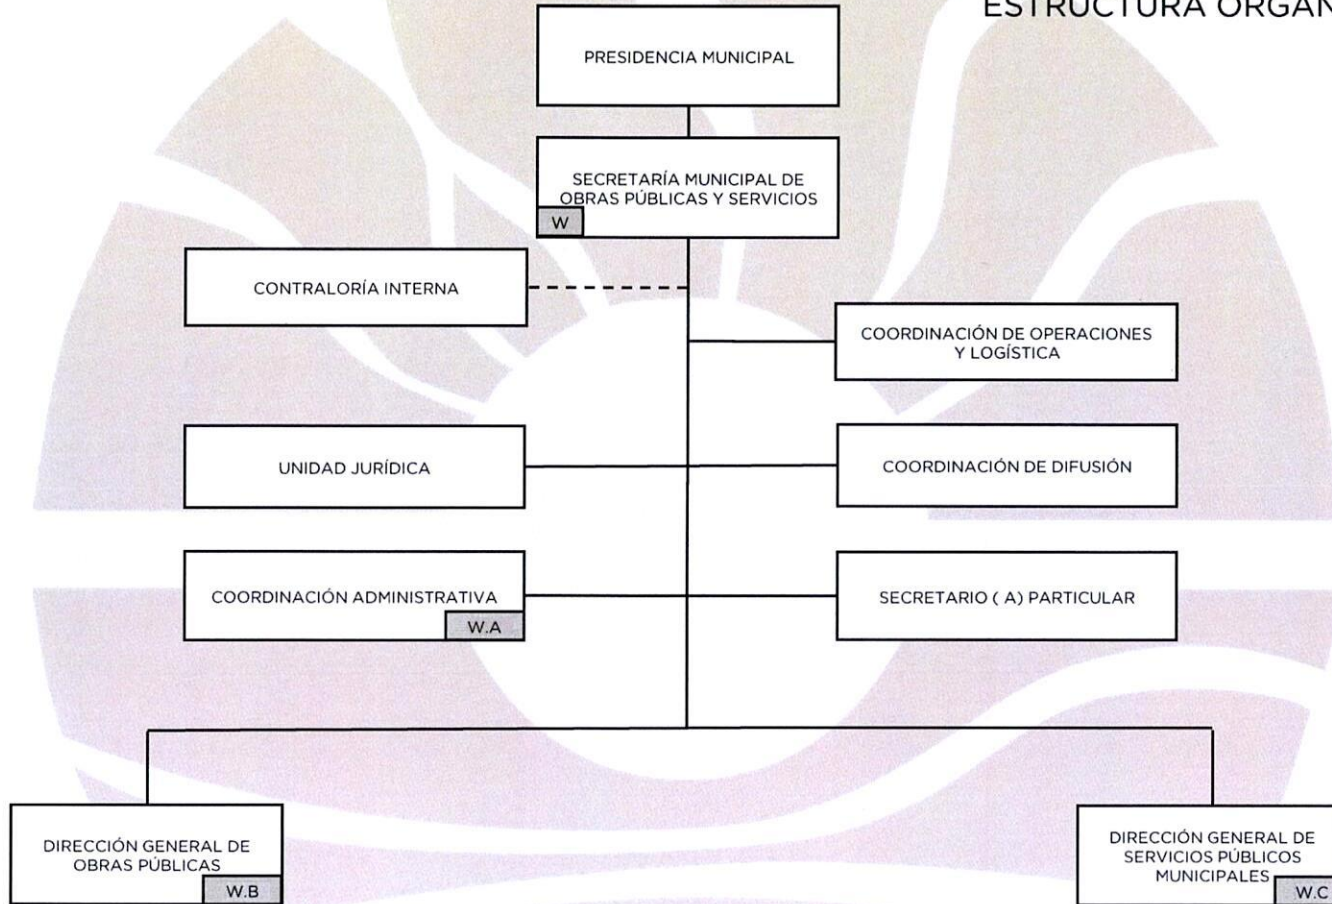 ESTRUCTURA ORGÁN
PRESIDENCIA MUNICIPAL
SECRETARÍA MUNICIPAL DE
OBRAS PÚBLICAS Y SERVICIOS
W
CONTRALORÍA INTERNA
COORDINACIÓN DE OPERACIONES
Y LOGÍSTICA
UNIDAD JURÍDICA
COORDINACIÓN DE DIFUSIÓN
COORDINACIÓN ADMINISTRATIVA
W.A
SECRETARIO ( A) PARTICULAR
DIRECCIÓN GENERAL DE
OBRAS PÚBLICAS
W.B
DIRECCIÓN GENERAL DE
SERVICIOS PÚBLICOS
MUNICIPALES
W.C